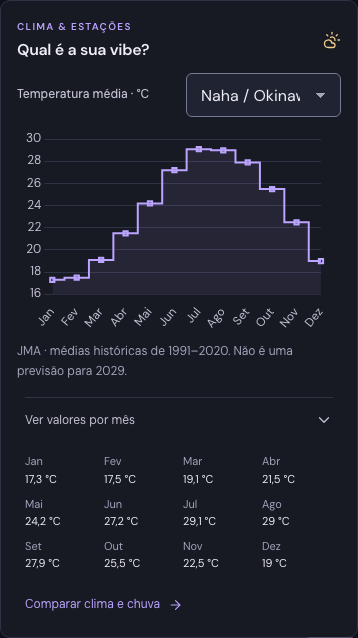 CLIMA & ESTAÇÕES
Qual é a sua vibe?
Temperatura média · °C
Naha / Okinav
30
28
26
24
22
20
18
16
Jan Fev Mar Abr Mai Jun Jul Ago Set Out Nov Dez
JMA · médias históricas de 1991–2020. Não é uma
previsão para 2029.
Ver valores por mês
Jan Fev Mar Abr
17,3 °C 17,5 °C 19,1 °C 21,5 °C
Mai Jun Jul Ago
24,2 °C 27,2 °C 29,1 °C 29 °C
Set Out Nov Dez
27,9 °C 25,5 °C 22,5 °C 19 °C
Comparar clima e chuva →